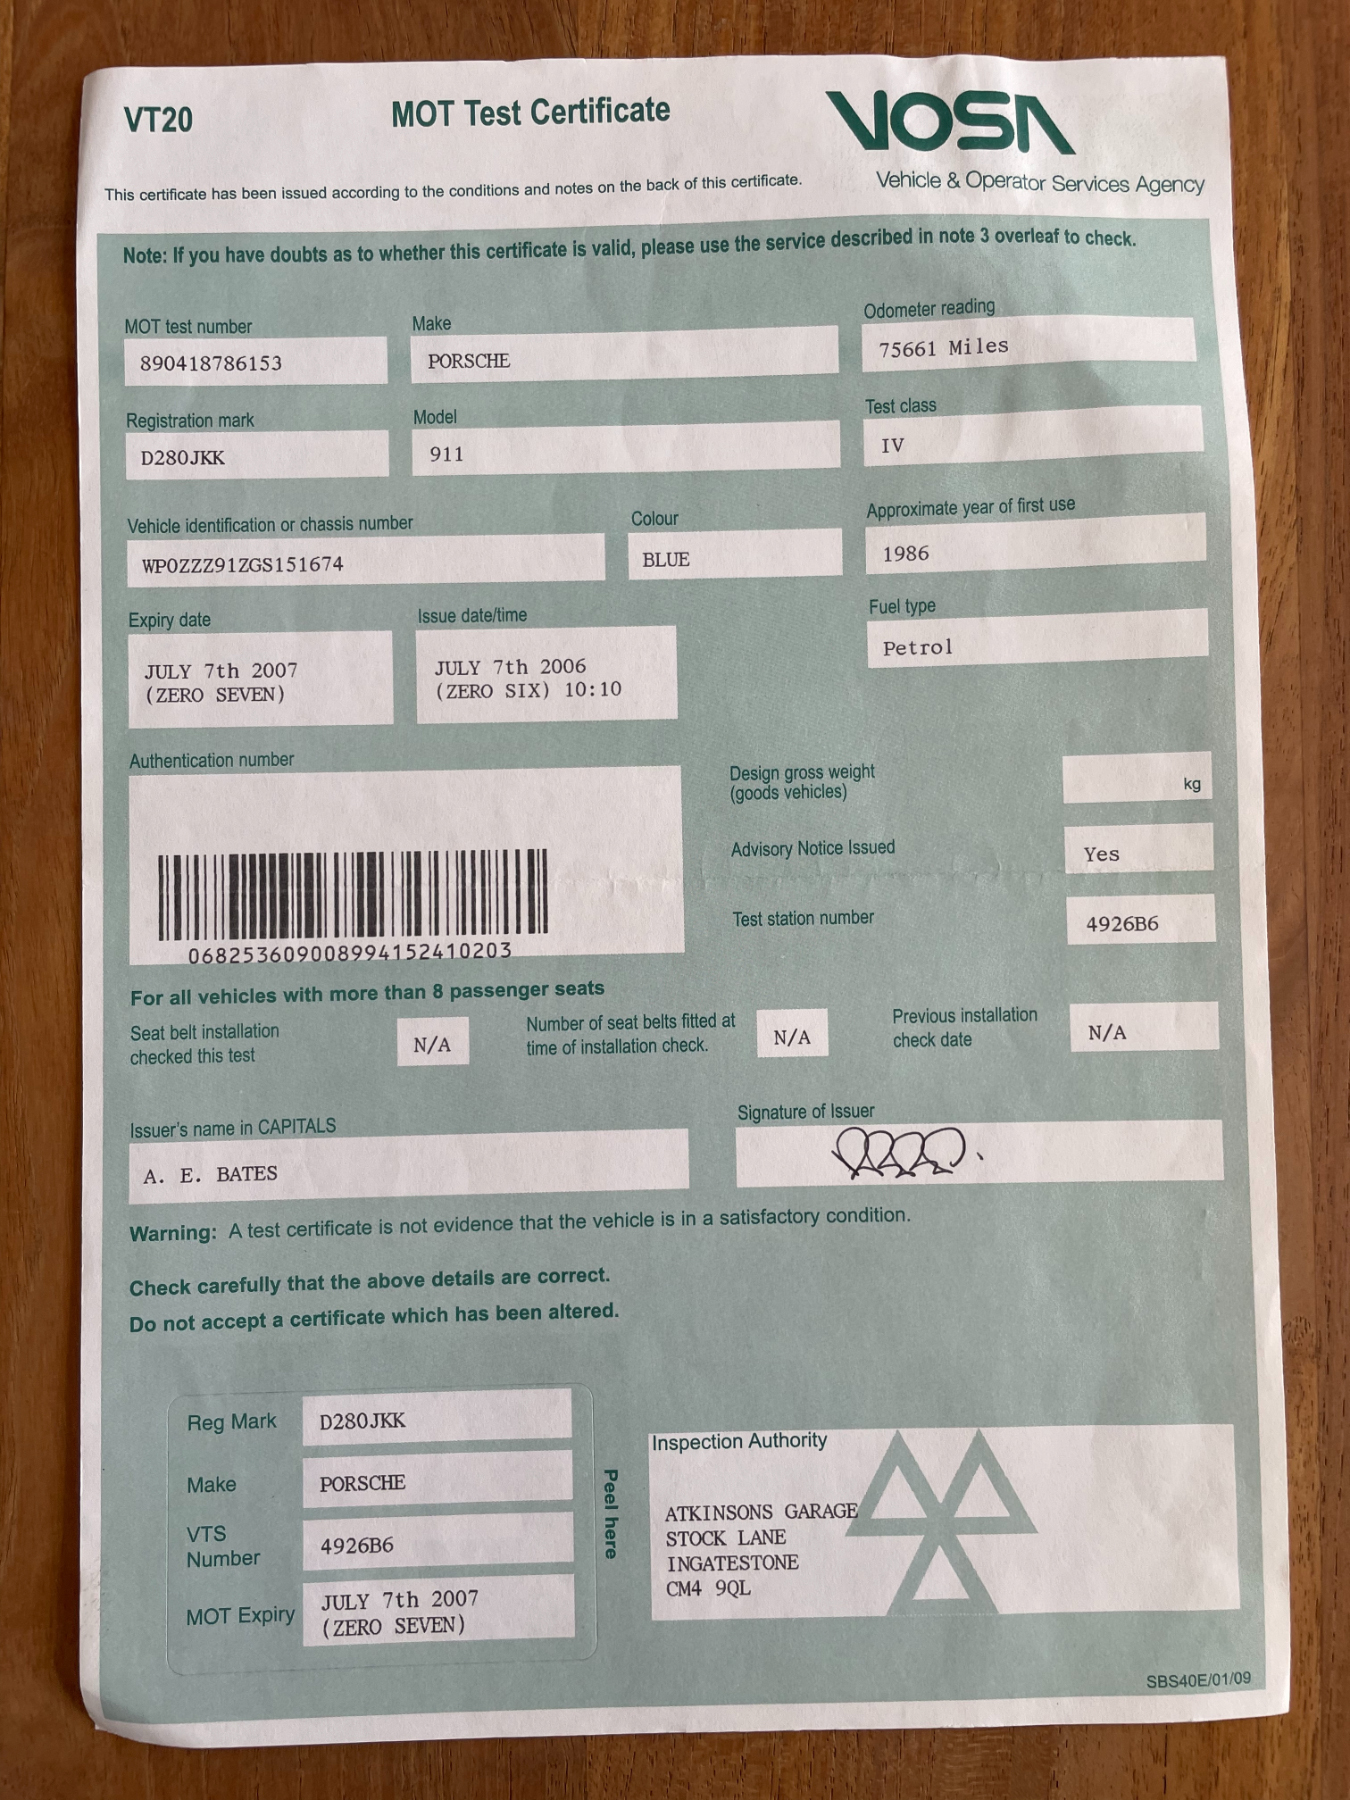 VT20
MOT Test Certificate
VOSA
Vehicle & Operator Services Agency
This certificate has been issued according to the conditions and notes on the back of this certificate.
Note: If you have doubts as to whether this certificate is valid, please use the service described in note 3 overleaf to check.
MOT test number
890418786153
Make
PORSCHE
Odometer reading
75661 Miles
Registration mark
D280JKK
Model
911
Test class
IV
Vehicle identification or chassis number
WP0ZZZ91ZGS151674
Colour
BLUE
Approximate year of first use
1986
Expiry date
JULY 7th 2007
(ZERO SEVEN)
Issue date/time
JULY 7th 2006
(ZERO SIX) 10:10
Fuel type
Petrol
Authentication number
068253609008994152410203
Design gross weight
(goods vehicles)
kg
Advisory Notice Issued
Yes
Test station number
4926B6
For all vehicles with more than 8 passenger seats
Seat belt installation
checked this test
N/A
Number of seat belts fitted at
time of installation check.
N/A
Previous installation
check date
N/A
Issuer's name in CAPITALS
A. E. BATES
Signature of Issuer
Warning: A test certificate is not evidence that the vehicle is in a satisfactory condition.
Check carefully that the above details are correct.
Do not accept a certificate which has been altered.
Reg Mark
D280JKK
Make
PORSCHE
VTS
Number
4926B6
MOT Expiry
JULY 7th 2007
(ZERO SEVEN)
Peel here
Inspection Authority
ATKINSONS GARAGE
STOCK LANE
INGATESTONE
CM4 9QL
SBS40E/01/09